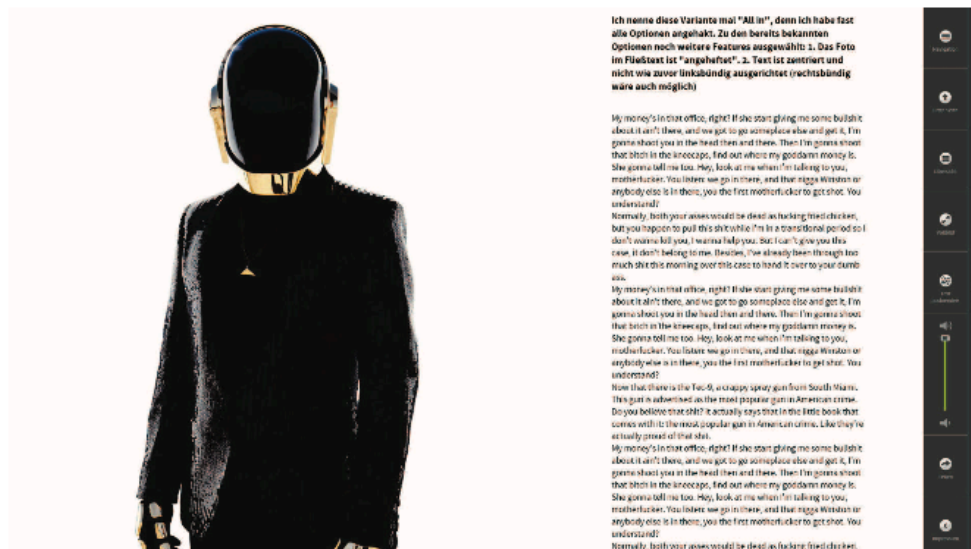 Ich nenne diese Variante mal "All in", denn ich habe fast
alle Optionen angehakt. Zu den bereits bekannten
Optionen noch weitere Features ausgewählt: 1. Das Foto
im Fließtext ist "angeheftet". 2. Text ist zentriert und
nicht wie zuvor linksbündig ausgerichtet (rechtsbündig
wäre auch möglich)
My money's in that office, right? If she start giving me some bullshit
about it ain't there, and we got to go someplace else and get it, I'm
gonna shoot you in the head then and there. Then I'm gonna shoot
that bitch in the kneecaps, find out where my goddamn money is.
She gonna tell me too. Hey, look at me when I'm talking to you,
motherfucker. You listen: we go in there, and that nigga Winston or
anybody else is in there, you the first motherfucker to get shot. You
understand?
Normally, both your asses would be dead as fucking fried chicken,
but you happen to pull this shit while I'm in a transitional period so I
don't wanna kill you, I wanna help you. But I can't give you this
case, it don't belong to me. Besides, I've already been through too
much shit this morning over this case to hand it over to your dumb
ass.
My money's in that office, right? If she start giving me some bullshit
about it ain't there, and we got to go someplace else and get it, I'm
gonna shoot you in the head then and there. Then I'm gonna shoot
that bitch in the kneecaps, find out where my goddamn money is.
She gonna tell me too. Hey, look at me when I'm talking to you,
motherfucker. You listen: we go in there, and that nigga Winston or
anybody else is in there, you the first motherfucker to get shot. You
understand?
Now that there is the Tec-9, a crappy spray gun from South Miami.
This gun is advertised as the most popular gun in American crime.
Do you believe that shit? It actually says that in the little book that
comes with it: the most popular gun in American crime. Like they're
actually proud of that shit.
My money's in that office, right? If she start giving me some bullshit
about it ain't there, and we got to go someplace else and get it, I'm
gonna shoot you in the head then and there. Then I'm gonna shoot
that bitch in the kneecaps, find out where my goddamn money is.
She gonna tell me too. Hey, look at me when I'm talking to you,
motherfucker. You listen: we go in there, and that nigga Winston or
anybody else is in there, you the first motherfucker to get shot. You
understand?
Normally, both your asses would be dead as fucking fried chicken,